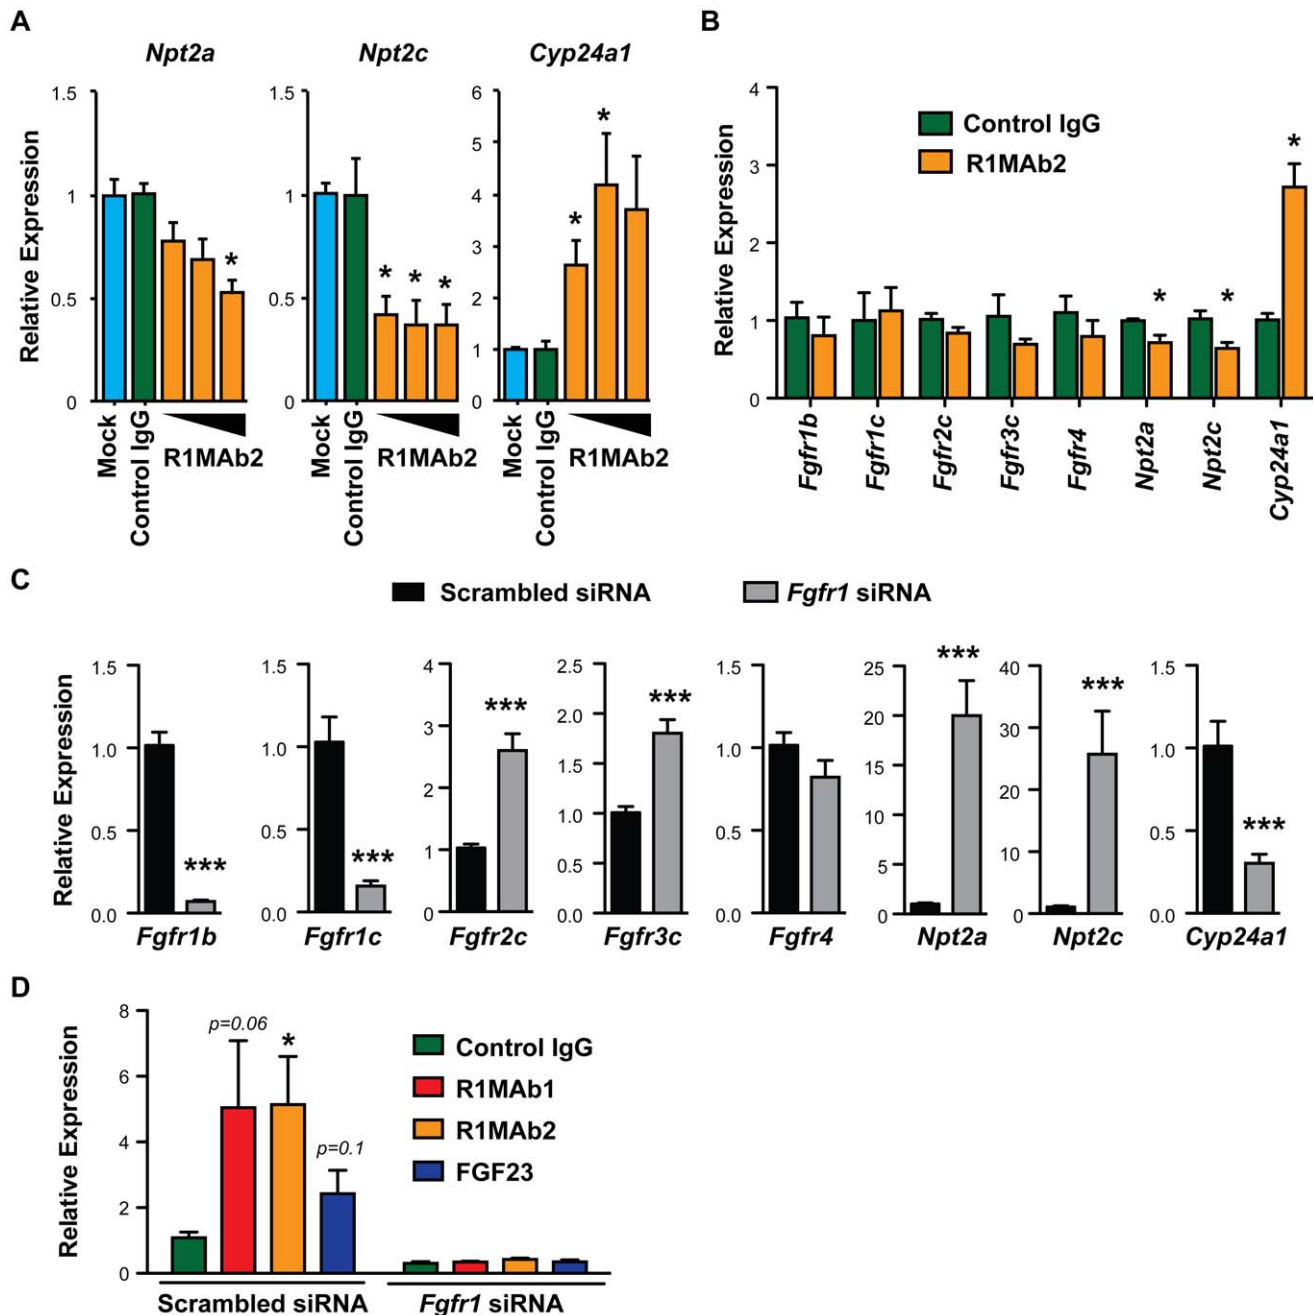 A
Npt2a Npt2c Cyp24a1
Relative Expression
1.5
1
0.5
0
1.5
1
0.5
0
6
5
4
3
2
1
0
*
* * *
* *
Mock
Control IgG
R1MAb2
Mock
Control IgG
R1MAb2
Mock
Control IgG
R1MAb2
B
Relative Expression
4
3
2
1
0
Control IgG
R1MAb2
* * *
Fgfr1b
Fgfr1c
Fgfr2c
Fgfr3c
Fgfr4
Npt2a
Npt2c
Cyp24a1
C
Scrambled siRNA Fgfr1 siRNA
Relative Expression
1.5
1.0
0.5
0.0
***
Fgfr1b
1.5
1.0
0.5
0.0
***
Fgfr1c
4
3
2
1
0
***
Fgfr2c
2.5
2.0
1.5
1.0
0.5
0.0
***
Fgfr3c
1.5
1.0
0.5
0.0
Fgfr4
25
20
15
10
5
0
***
Npt2a
40
30
20
10
0
***
Npt2c
1.5
1.0
0.5
0.0
***
Cyp24a1
D
Relative Expression
8
6
4
2
0
p=0.06
*
p=0.1
Control IgG
R1MAb1
R1MAb2
FGF23
Scrambled siRNA Fgfr1 siRNA